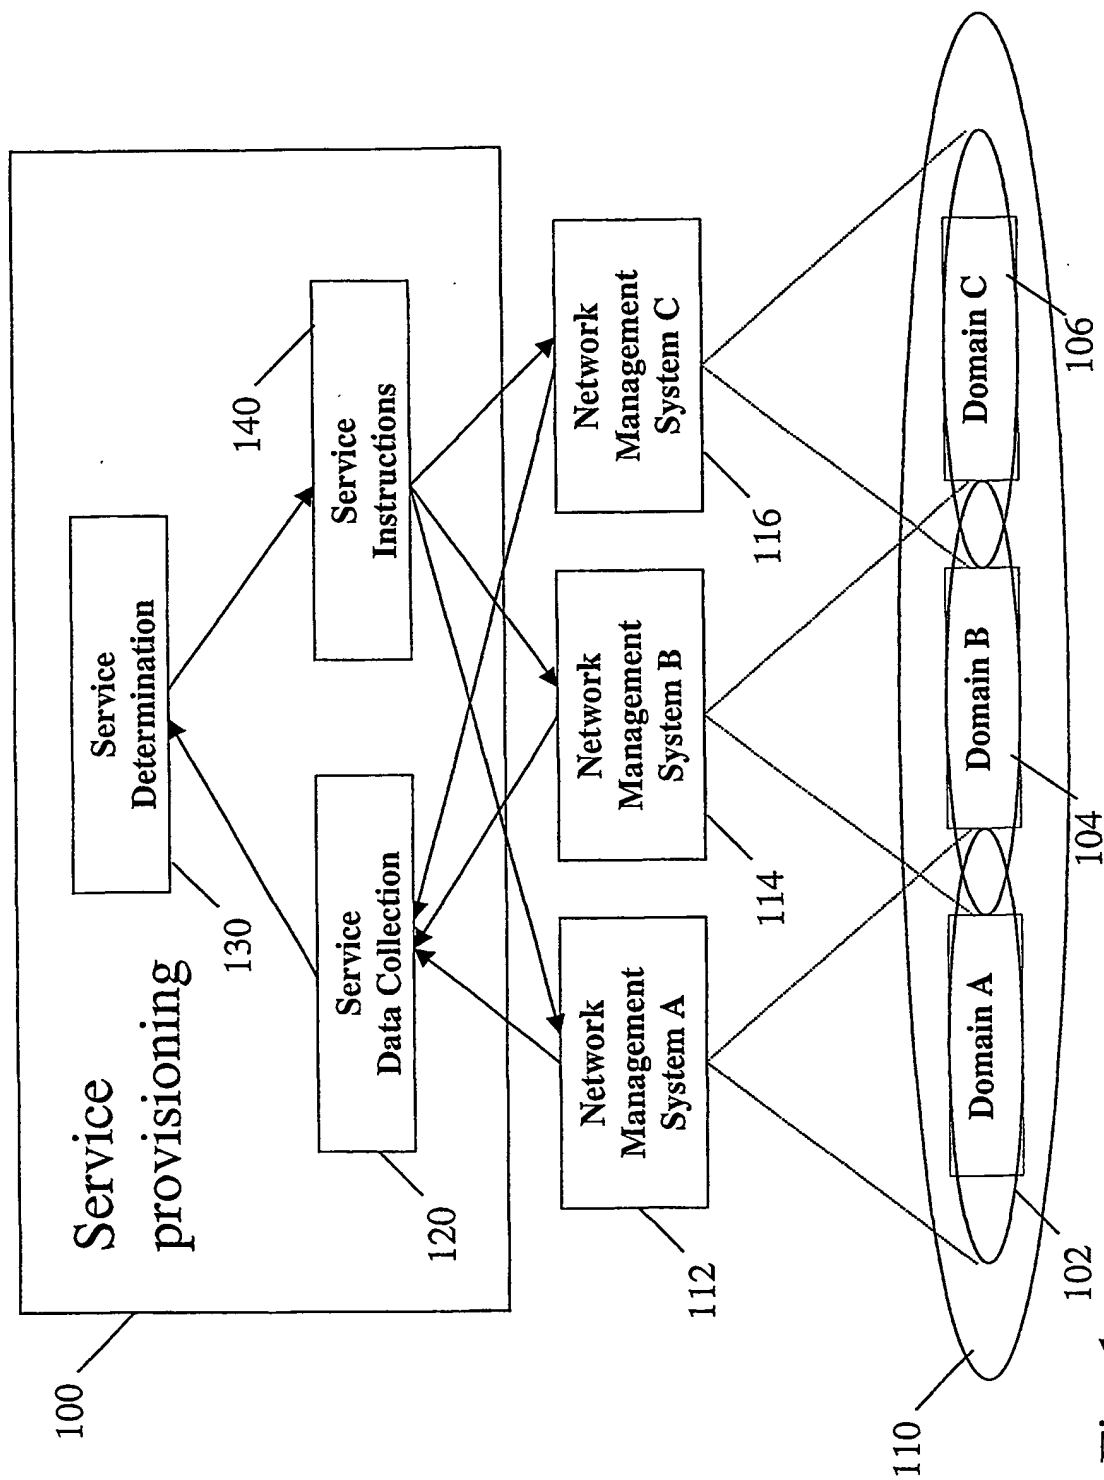 100
Service
provisioning
Service
Determination
130
Service
Data Collection
120
Service
Instructions
140
Network
Management
System A
112
Network
Management
System B
114
Network
Management
System C
116
110
Domain A
102
Domain B
104
Domain C
106